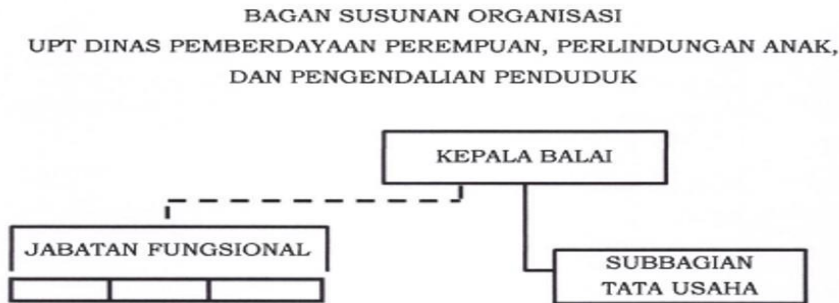 BAGAN SUSUNAN ORGANISASI
UPT DINAS PEMBERDAYAAN PEREMPUAN, PERLINDUNGAN ANAK,
DAN PENGENDALIAN PENDUDUK
KEPALA BALAI
JABATAN FUNGSIONAL
SUBBAGIAN
TATA USAHA